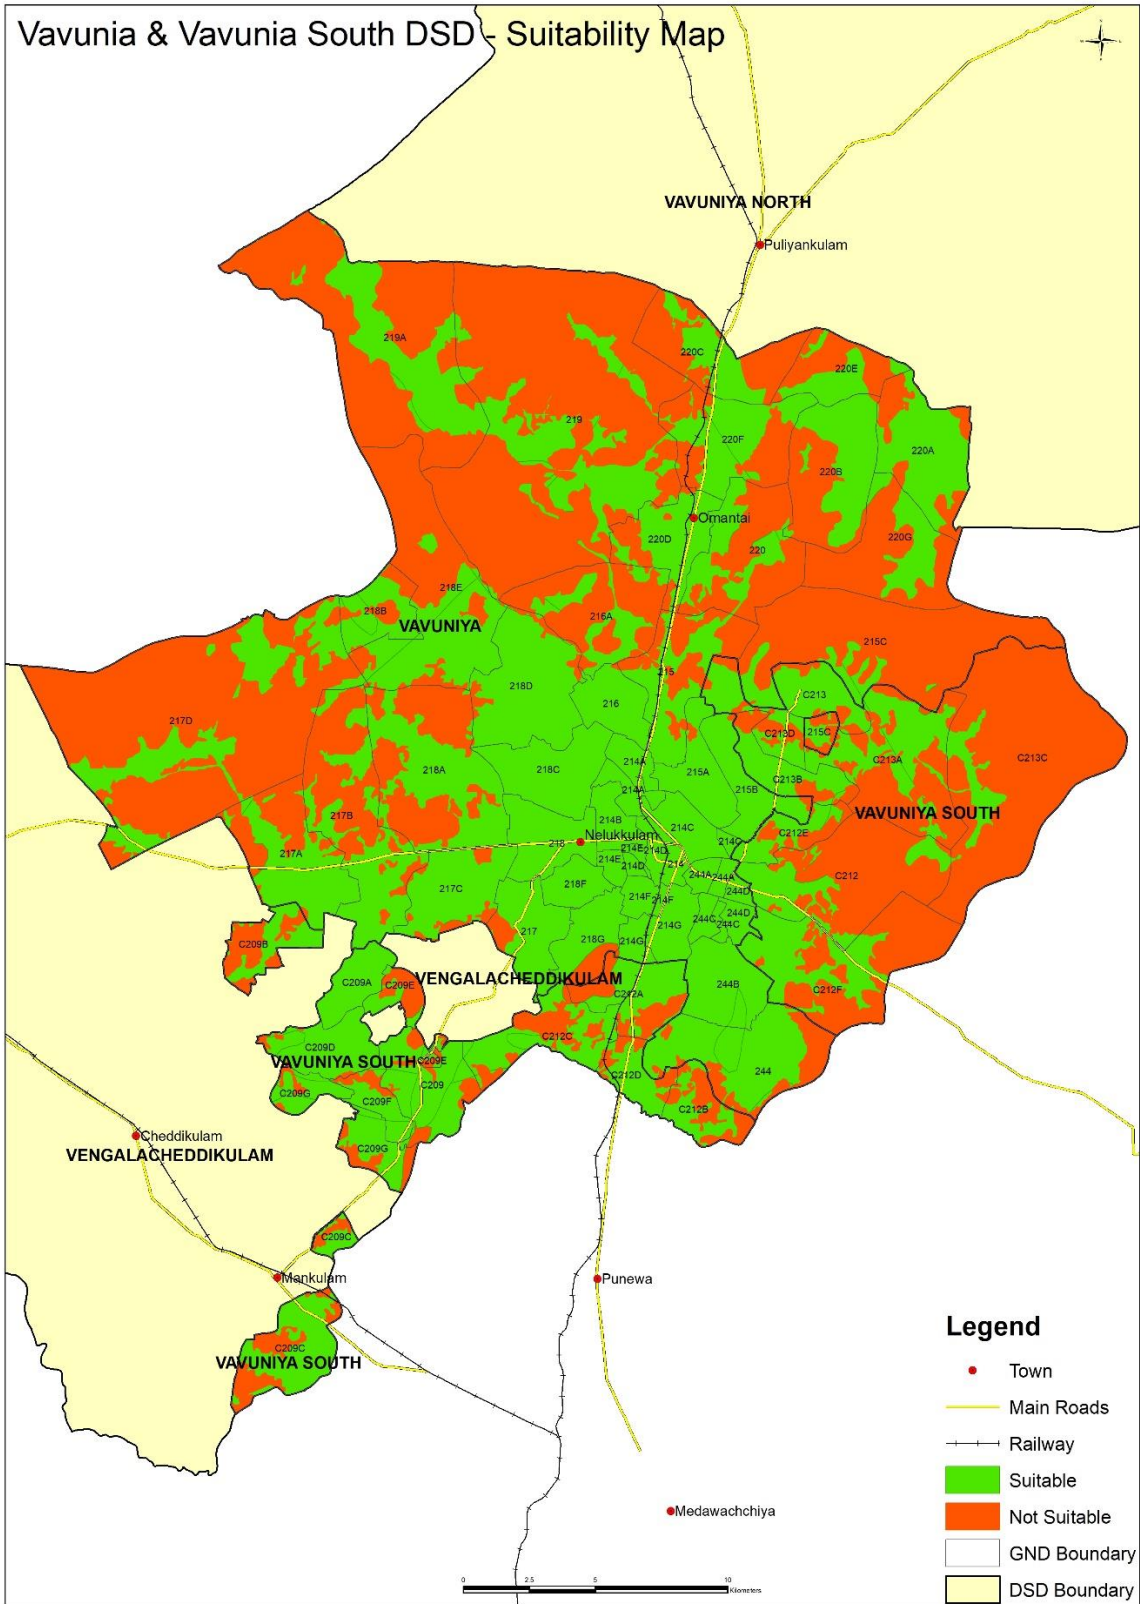 Vavunia & Vavunia South DSD - Suitability Map
VAVUNIYA NORTH
Puliyankulam
219A
220C
220E
219
220F
220A
220B
Omantai
220D
220G
220
218E
218B
216A
VAVUNIYA
215C
215
218D
C213
216
217D
C213D
215C
C213A
C213C
214A
218C
215A
218A
C213B
214A
215B
VAVUNIYA SOUTH
217B
214B
214C
C212E
Nelukkulam
218
214C
214E
214D
217A
214E
214D
214
C212
244A
244A
217C
218F
244D
214F
214F
244D
244C
244C
214G
217
218G
214G
C209B
VENGALACHEDDIKULAM
C209A
C209E
244B
C212F
C212A
C212C
C209D
VAVUNIYA SOUTH
C209E
244
C212D
C209
C209G
C209F
C212B
Cheddikulam
C209G
VENGALACHEDDIKULAM
C209C
Mankulam
Punewa
C209C
VAVUNIYA SOUTH
Medawachchiya
Legend
Town
Main Roads
Railway
Suitable
Not Suitable
GND Boundary
DSD Boundary
0 2.5 5 10
Kilometers